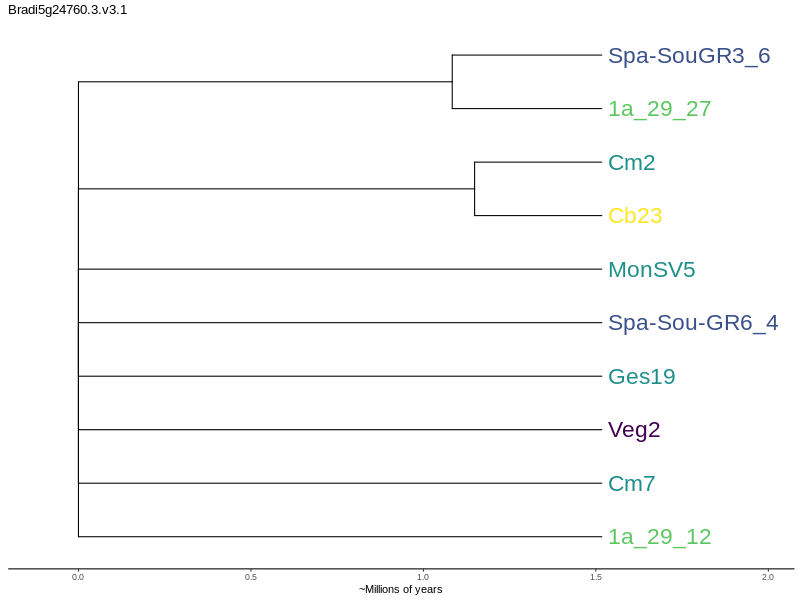 Bradi5g24760.3.v3.1
Spa-SouGR3_6
1a_29_27
Cm2
Cb23
MonSV5
Spa-Sou-GR6_4
Ges19
Veg2
Cm7
1a_29_12
0.0 0.5 1.0 1.5 2.0
~Millions of years